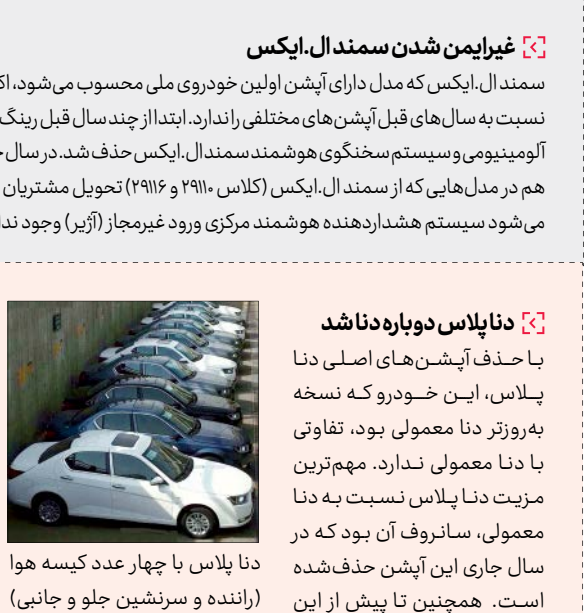 غیرایمن شدن سمند ال.ایکس
سمند ال.ایکس که مدل دارای آپشن اولین خودروی ملی محسوب می‌شود،
نسبت به سال‌های قبل آپشن‌های مختلفی را ندارد. ابتدا از چند سال قبل رینگ
آلومینیومی و سیستم سخنگوی هوشمند سمند ال.ایکس حذف شد. در سال
هم در مدل‌هایی که از سمند ال.ایکس (کلاس ۲۹۱۱۰ و ۲۹۱۱۶) تحویل مشتریان
می‌شود سیستم هشداردهنده هوشمند مرکزی ورود غیرمجاز (آژیر) وجود
دنا پلاس دوباره دنا شد
با حذف آپشن‌های اصلی دنا
پلاس، این خودرو که نسخه
به‌روزتر دنا معمولی بود، تفاوتی
با دنا معمولی ندارد. مهم‌ترین
مزیت دنا پلاس نسبت به دنا
معمولی، سانروف آن بود که در
سال جاری این آپشن حذف‌شده
است. همچنین تا پیش از این
دنا پلاس با چهار عدد کیسه هوا
(راننده و سرنشین جلو و جانبی)